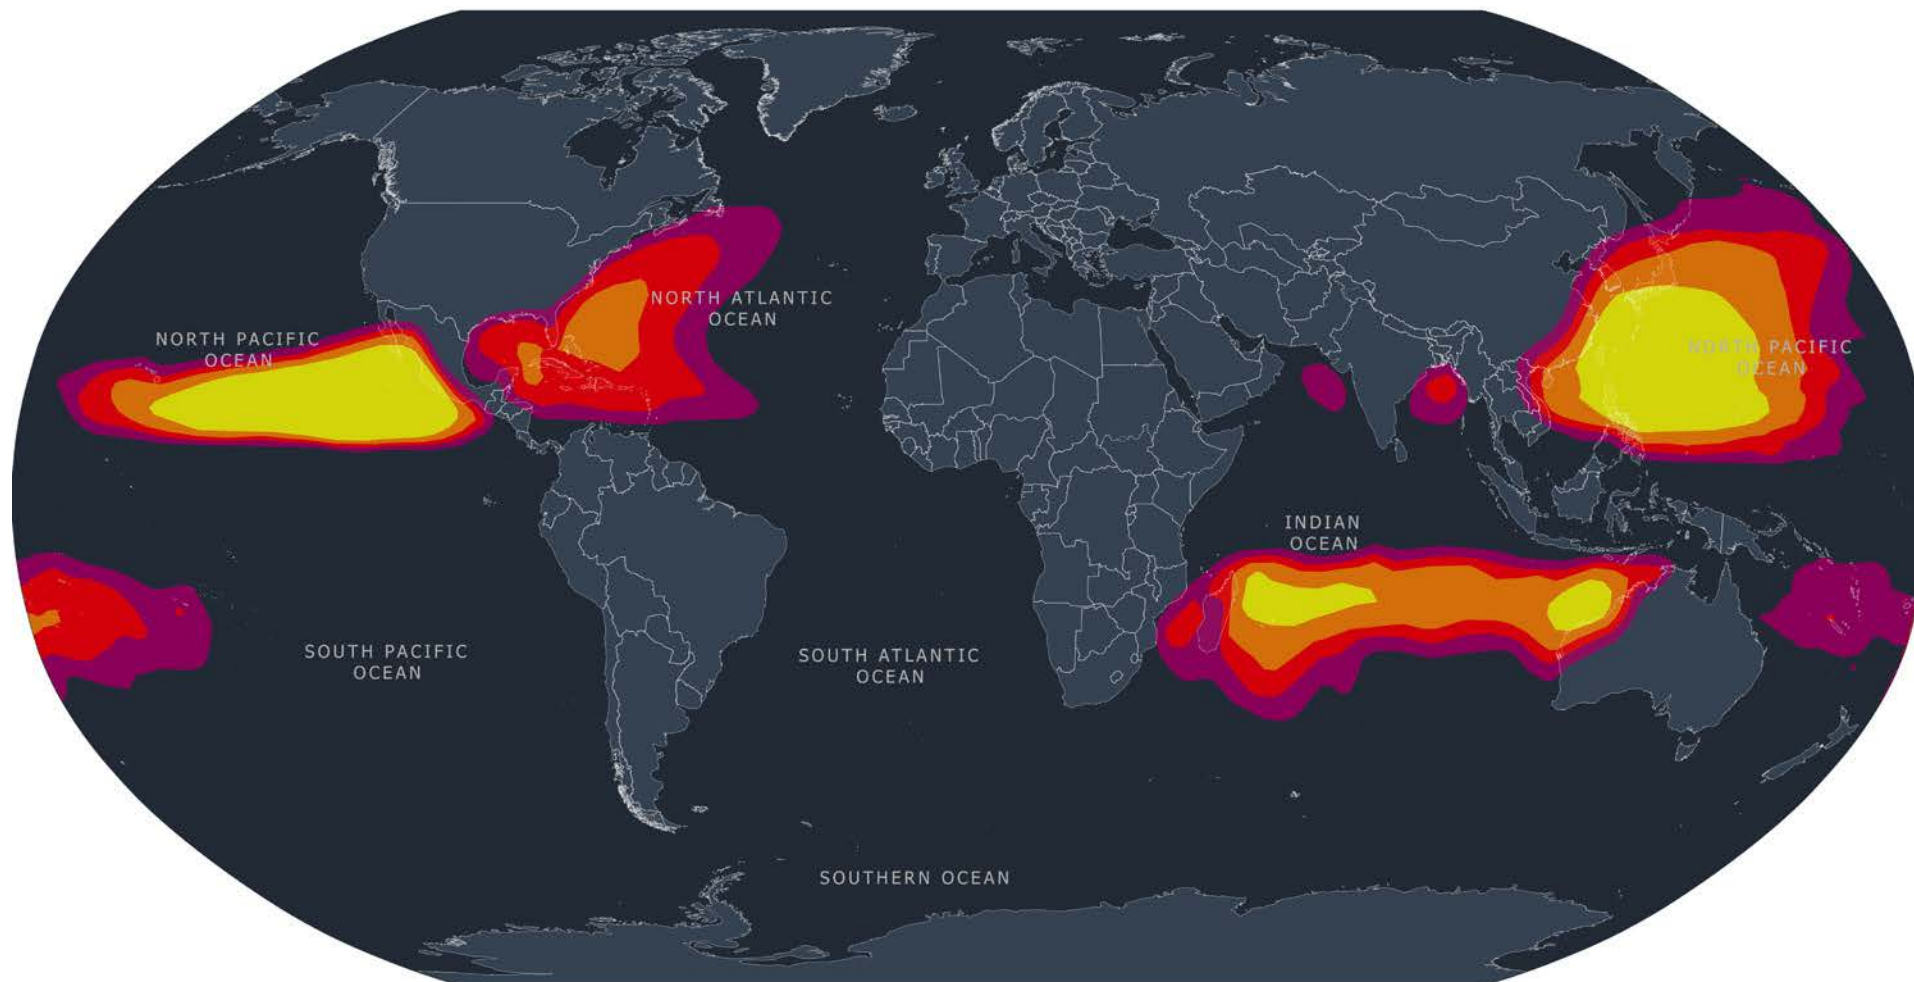 NORTH ATLANTIC
OCEAN
NORTH PACIFIC
OCEAN
NORTH PACIFIC
OCEAN
INDIAN
OCEAN
SOUTH PACIFIC
OCEAN
SOUTH ATLANTIC
OCEAN
SOUTHERN OCEAN